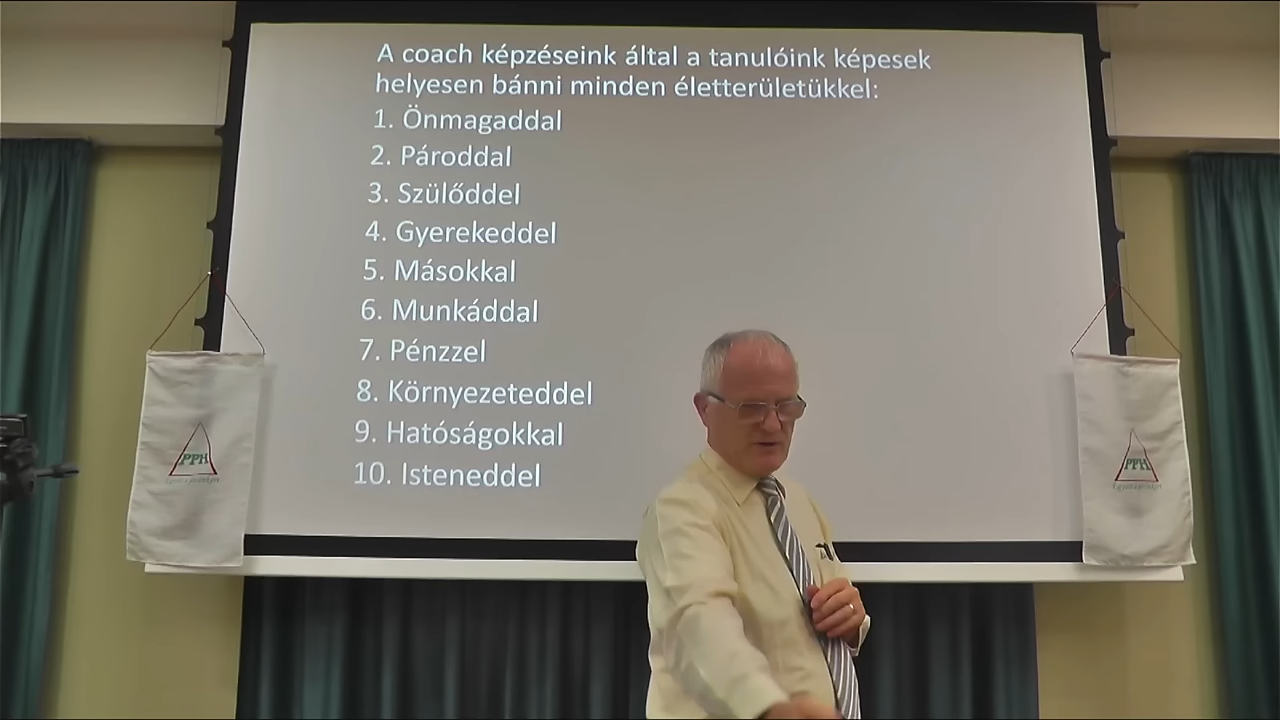 A coach képzéseink által a tanulóink képesek
helyesen bánni minden életterületükkel:
1. Önmagaddal
2. Pároddal
3. Szülőddel
4. Gyerekeddel
5. Másokkal
6. Munkáddal
7. Pénzzel
8. Környezeteddel
9. Hatóságokkal
10. Isteneddel
PPH
PPH